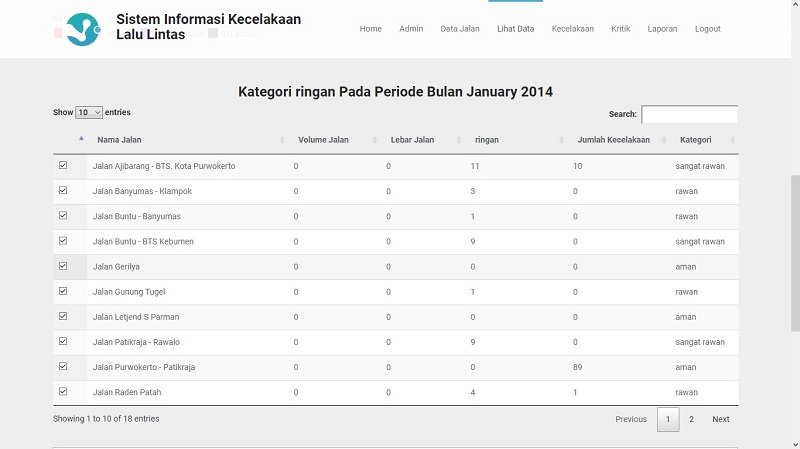 Sistem Informasi Kecelakaan
Lalu Lintas
Home Admin Data Jalan Lihat Data Kecelakaan Kritik Laporan Logout
Kategori ringan Pada Periode Bulan January 2014
Show 10 entries Search:
Nama Jalan Volume Jalan Lebar Jalan ringan Jumlah Kecelakaan Kategori
Jalan Ajibarang - BTS. Kota Purwokerto 0 0 11 10 sangat rawan
Jalan Banyumas - Klampok 0 0 3 0 rawan
Jalan Buntu - Banyumas 0 0 1 0 rawan
Jalan Buntu - BTS Kebumen 0 0 9 0 sangat rawan
Jalan Gerilya 0 0 0 0 aman
Jalan Gunung Tugel 0 0 1 0 rawan
Jalan Letjend S Parman 0 0 0 0 aman
Jalan Patikraja - Rawalo 0 0 9 0 sangat rawan
Jalan Purwokerto - Patikraja 0 0 0 89 aman
Jalan Raden Patah 0 0 4 1 rawan
Showing 1 to 10 of 18 entries Previous 1 2 Next